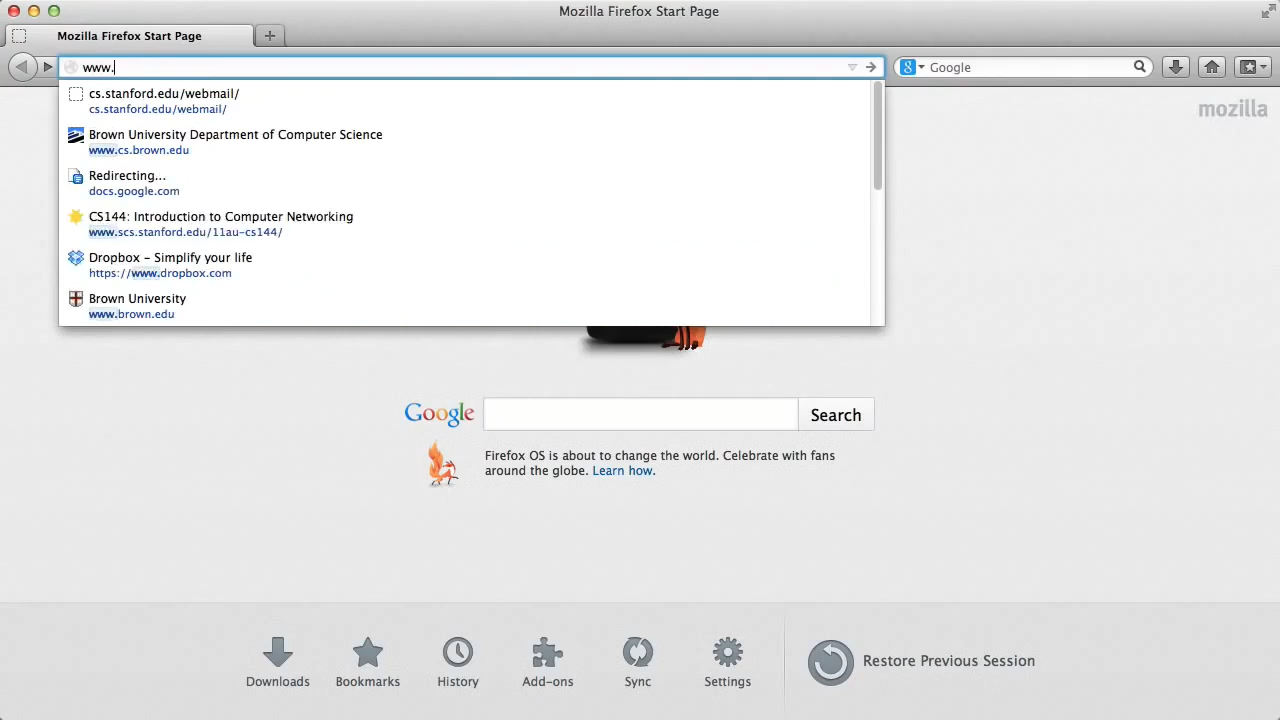 Mozilla Firefox Start Page
Mozilla Firefox Start Page
www.
Google
cs.stanford.edu/webmail/
cs.stanford.edu/webmail/
mozilla
Brown University Department of Computer Science
www.cs.brown.edu
Redirecting...
docs.google.com
CS144: Introduction to Computer Networking
www.scs.stanford.edu/11au-cs144/
Dropbox – Simplify your life
https://www.dropbox.com
Brown University
www.brown.edu
Google
Search
Firefox OS is about to change the world. Celebrate with fans
around the globe. Learn how.
Downloads
Bookmarks
History
Add-ons
Sync
Settings
Restore Previous Session